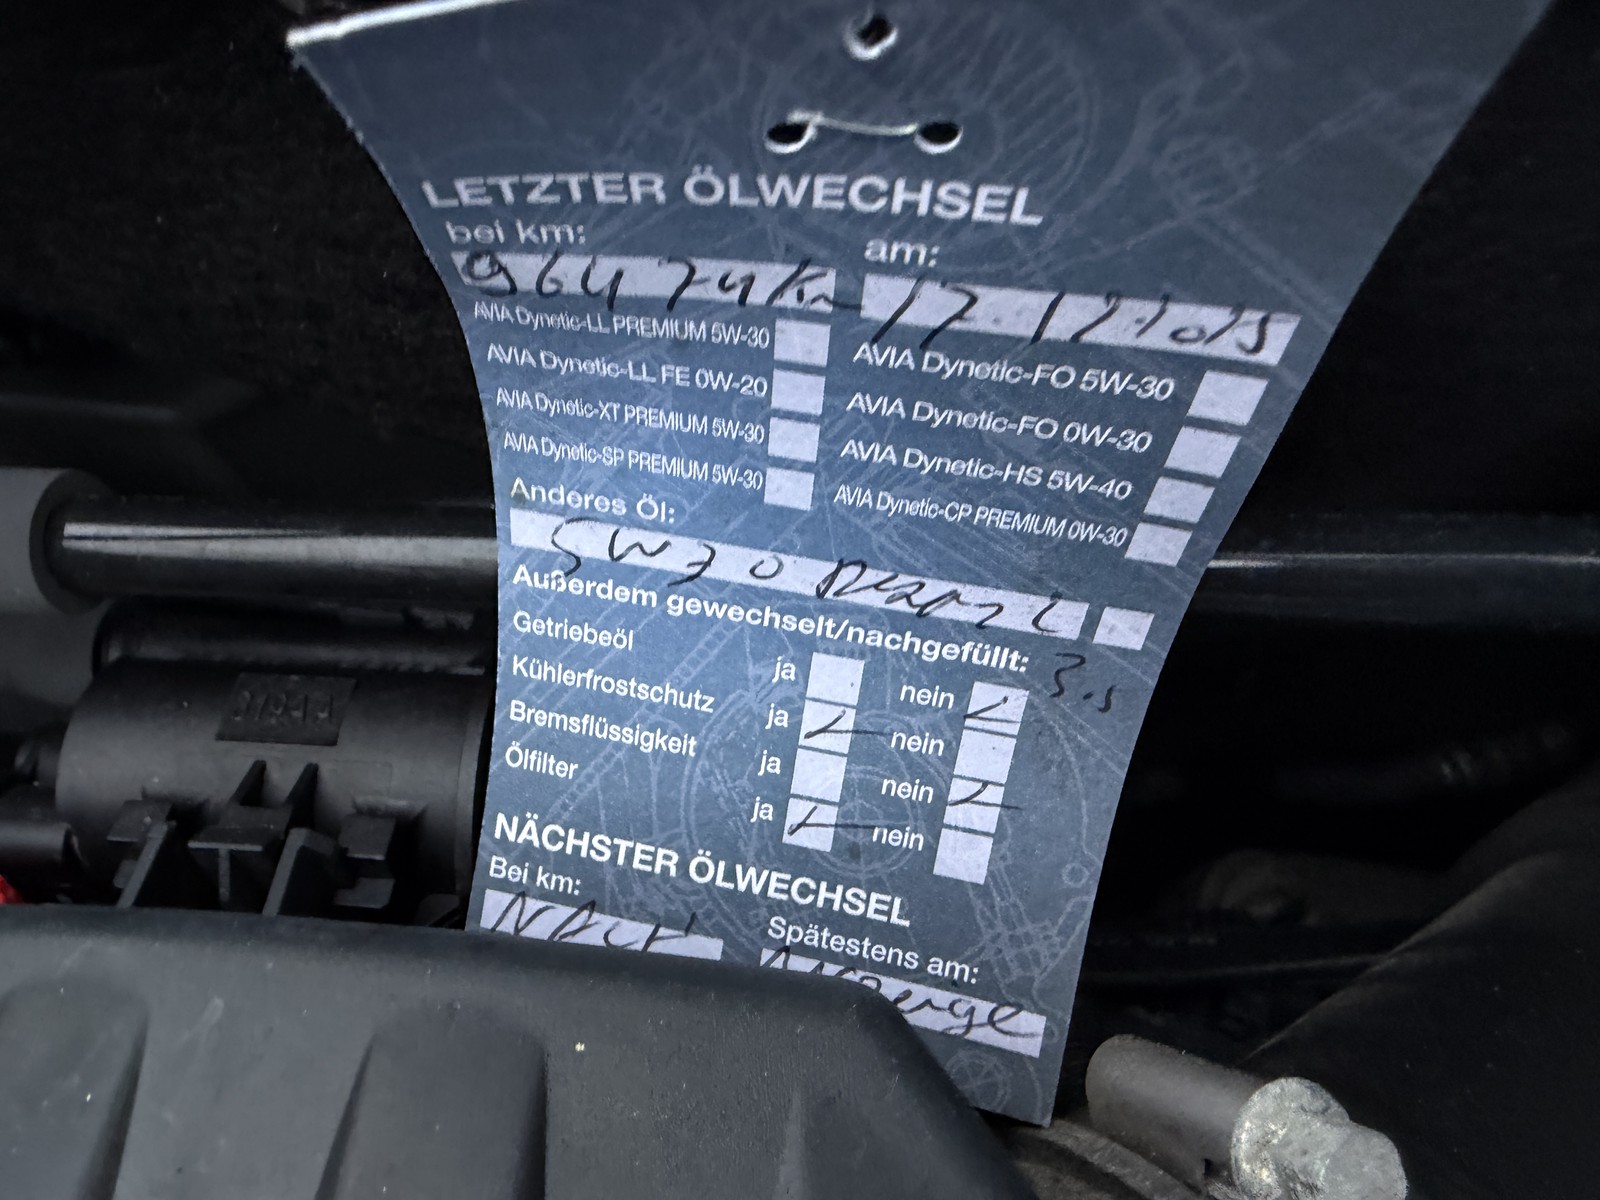 LETZTER ÖLWECHSEL
bei km: am:
96474 Km 17.12.2015
AVIA Dynetic-LL PREMIUM 5W-30
AVIA Dynetic-FO 5W-30
AVIA Dynetic-LL FE 0W-20
AVIA Dynetic-FO 0W-30
AVIA Dynetic-XT PREMIUM 5W-30
AVIA Dynetic-HS 5W-40
AVIA Dynetic-SP PREMIUM 5W-30
AVIA Dynetic-CP PREMIUM 0W-30
Anderes Öl:
5W30
Außerdem gewechselt/nachgefüllt:
3.5
Getriebeöl ja nein
Kühlerfrostschutz ja nein
Bremsflüssigkeit ja nein
Ölfilter ja nein
NÄCHSTER ÖLWECHSEL
Bei km: Spätestens am:
NACH Anzeige